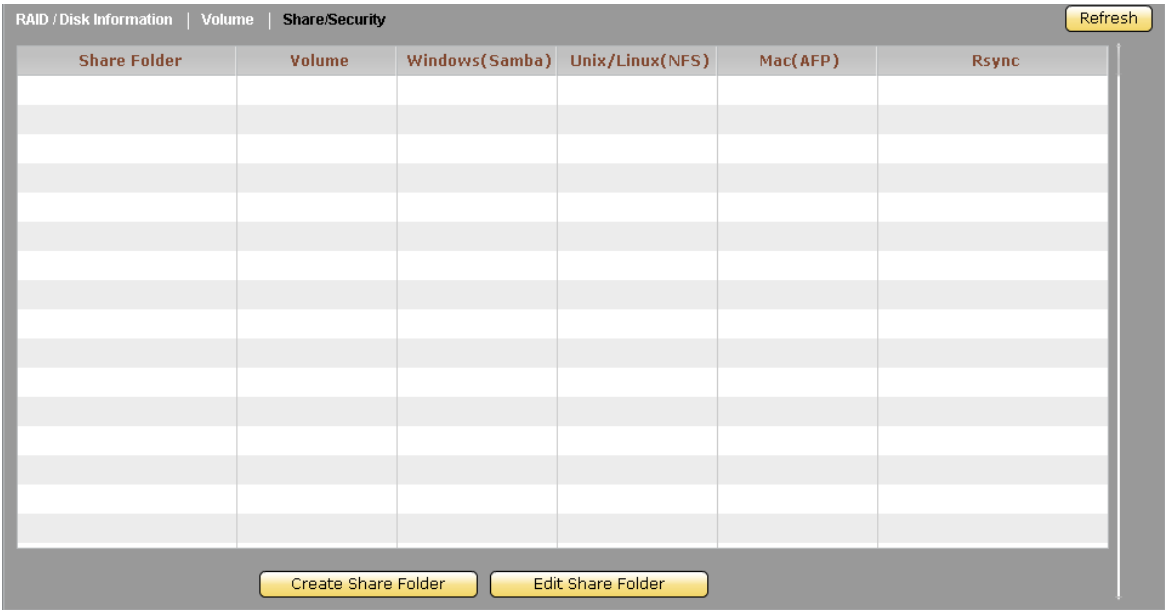 RAID / Disk Information | Volume | Share/Security Refresh
Share Folder Volume Windows(Samba) Unix/Linux(NFS) Mac(AFP) Rsync
Create Share Folder Edit Share Folder